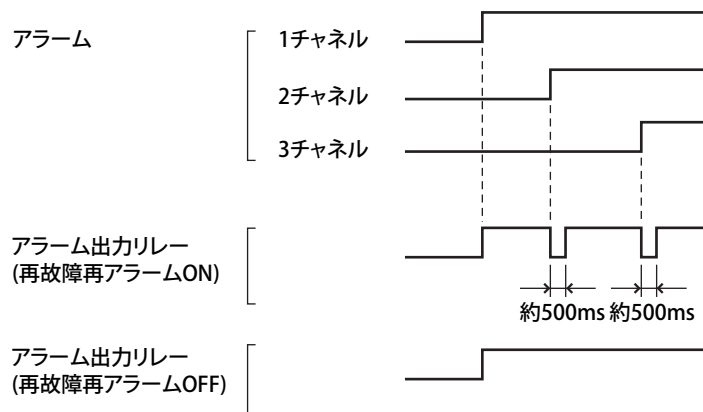 アラーム
1チャネル
2チャネル
3チャネル
アラーム出力リレー
(再故障再アラームON)
約500ms 約500ms
アラーム出力リレー
(再故障再アラームOFF)